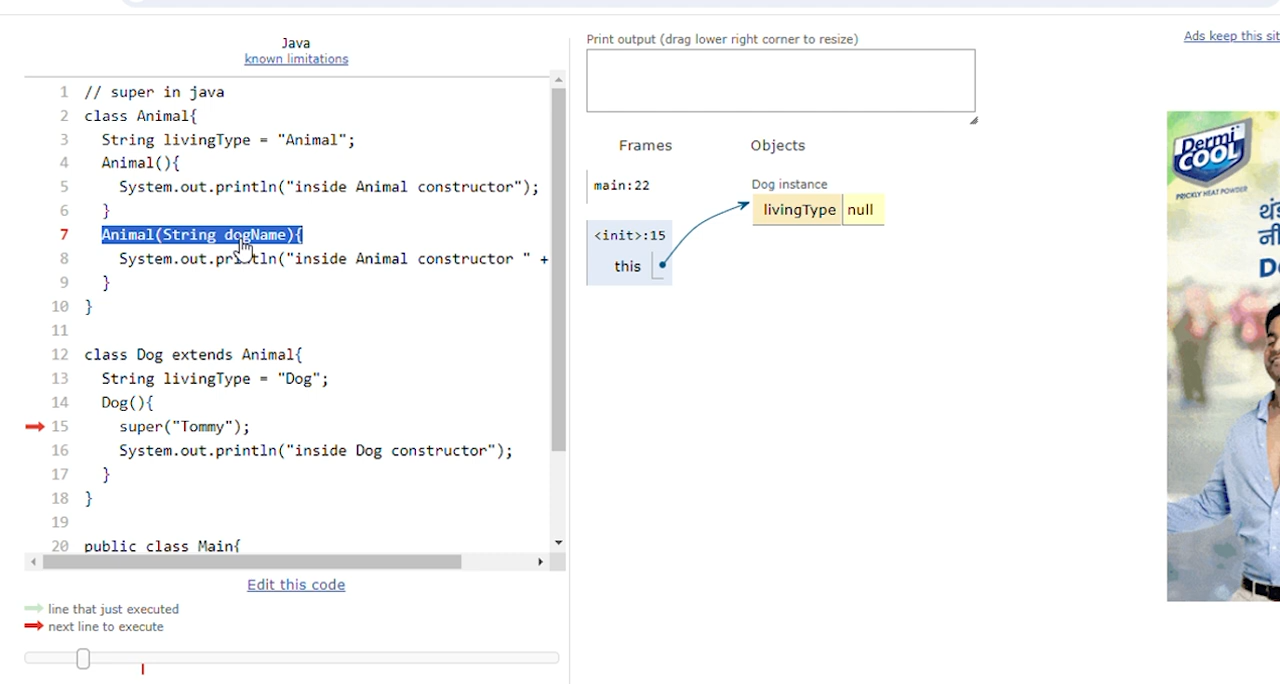 Java
known limitations
1 // super in java
2 class Animal{
3 String livingType = "Animal";
4 Animal(){
5 System.out.println("inside Animal constructor");
6 }
7 Animal(String dogName){
8 System.out.println("inside Animal constructor " +
9 }
10 }
11
12 class Dog extends Animal{
13 String livingType = "Dog";
14 Dog(){
15 super("Tommy");
16 System.out.println("inside Dog constructor");
17 }
18 }
19
20 public class Main{
Edit this code
line that just executed
next line to execute
Print output (drag lower right corner to resize)
Frames
Objects
main:22
Dog instance
livingType null
<init>:15
this
Ads keep this sit
Dermi
COOL
PRICKLY HEAT POWDER